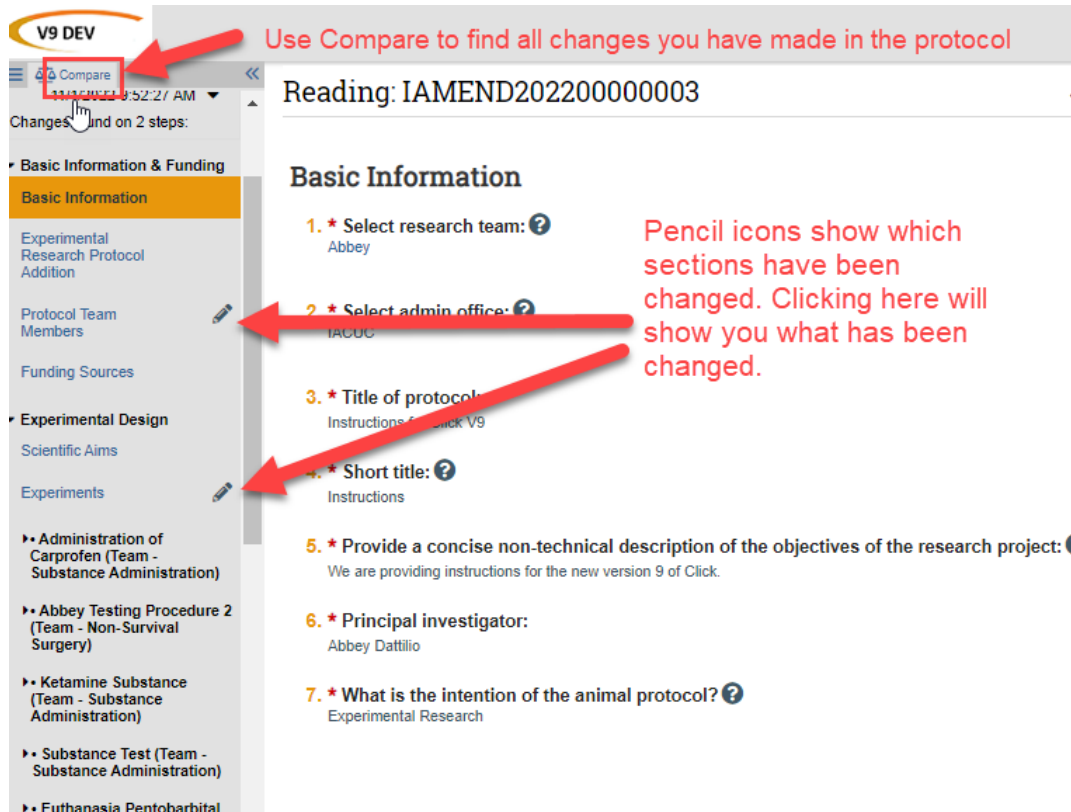 V9 DEV
Use Compare to find all changes you have made in the protocol
Compare
9:52:27 AM
Changes found on 2 steps:
Reading: IAMEND202200000003
Basic Information & Funding
Basic Information
Experimental
Research Protocol
Addition
Protocol Team
Members
Funding Sources
Experimental Design
Scientific Aims
Experiments
• Administration of
Carprofen (Team -
Substance Administration)
• Abbey Testing Procedure 2
(Team - Non-Survival
Surgery)
• Ketamine Substance
(Team - Substance
Administration)
• Substance Test (Team -
Substance Administration)
• Euthanasia Pentobarbital
Basic Information
1. * Select research team: ?
Abbey
2. * Select admin office: ?
IACUC
3. * Title of protocol:
Instructions for Click V9
4. * Short title: ?
Instructions
5. * Provide a concise non-technical description of the objectives of the research project:
We are providing instructions for the new version 9 of Click.
6. * Principal investigator:
Abbey Dattilio
7. * What is the intention of the animal protocol? ?
Experimental Research
Pencil icons show which
sections have been
changed. Clicking here will
show you what has been
changed.